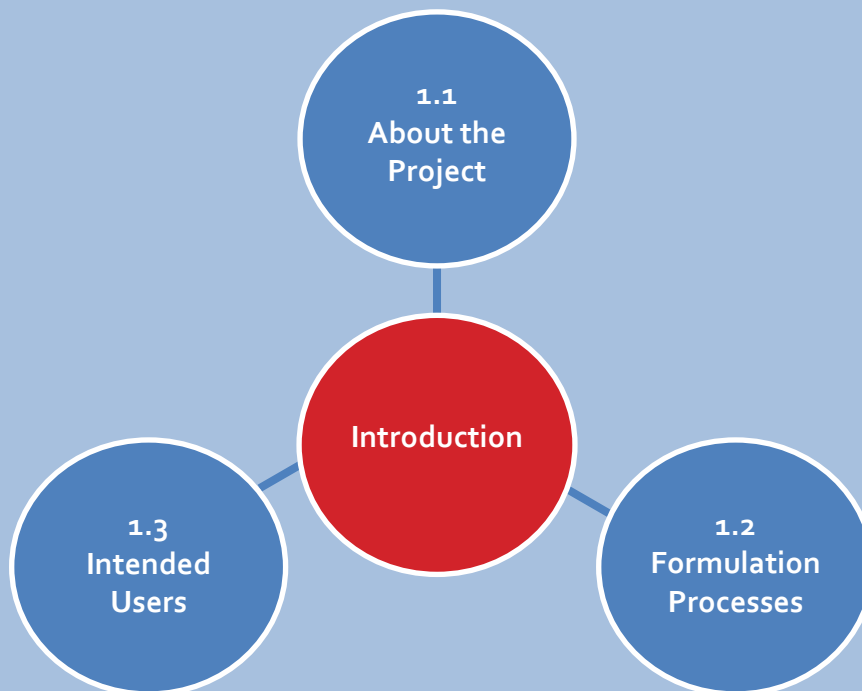 1.1
About the
Project
Introduction
1.3
Intended
Users
1.2
Formulation
Processes